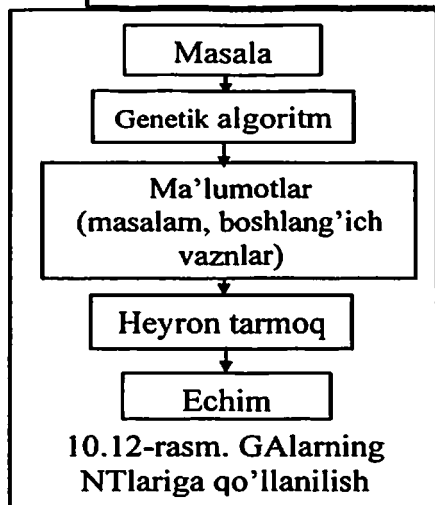 Masala
Genetik algoritm
Ma'lumotlar
(masalam, boshlang'ich
vaznlar)
Heyron tarmoq
Echim
10.12-rasm. GAlarning
NTlariga qo'llanilish